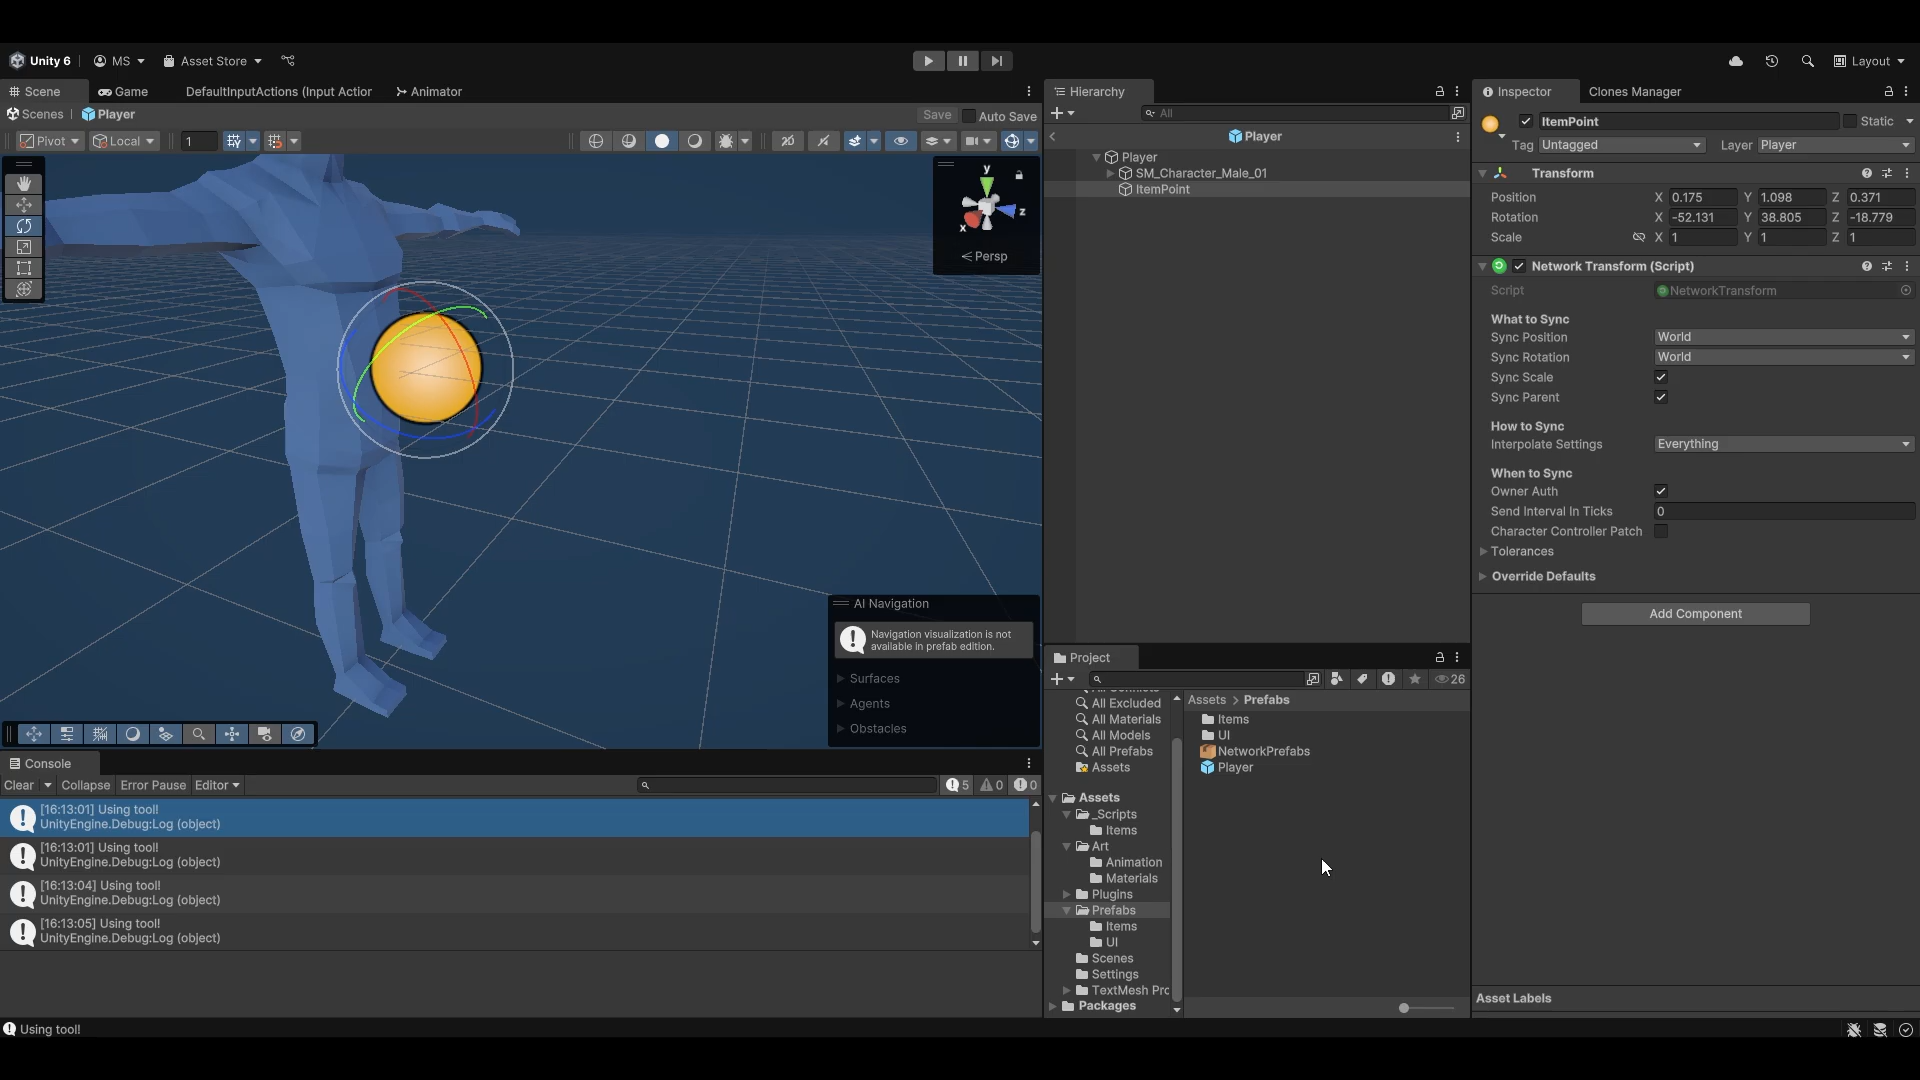 Unity 6
MS
Asset Store
Layout
Scene
Game
DefaultInputActions (Input Actior
Animator
Scenes
Player
Save
Auto Save
Pivot
Local
1
y
z
x
Persp
AI Navigation
Navigation visualization is not
available in prefab edition.
Surfaces
Agents
Obstacles
Console
Clear
Collapse
Error Pause
Editor
5
0
0
[16:13:01] Using tool!
UnityEngine.Debug:Log (object)
[16:13:01] Using tool!
UnityEngine.Debug:Log (object)
[16:13:04] Using tool!
UnityEngine.Debug:Log (object)
[16:13:05] Using tool!
UnityEngine.Debug:Log (object)
Using tool!
Hierarchy
All
Player
Player
SM_Character_Male_01
ItemPoint
Project
26
All Excluded
All Materials
All Models
All Prefabs
Assets
Assets
_Scripts
Items
Art
Animation
Materials
Plugins
Prefabs
Items
UI
Scenes
Settings
TextMesh Prc
Packages
Assets > Prefabs
Items
UI
NetworkPrefabs
Player
Inspector
Clones Manager
ItemPoint
Static
Tag Untagged
Layer Player
Transform
Position X 0.175 Y 1.098 Z 0.371
Rotation X -52.131 Y 38.805 Z -18.779
Scale X 1 Y 1 Z 1
Network Transform (Script)
Script NetworkTransform
What to Sync
Sync Position World
Sync Rotation World
Sync Scale
Sync Parent
How to Sync
Interpolate Settings Everything
When to Sync
Owner Auth
Send Interval In Ticks 0
Character Controller Patch
Tolerances
Override Defaults
Add Component
Asset Labels